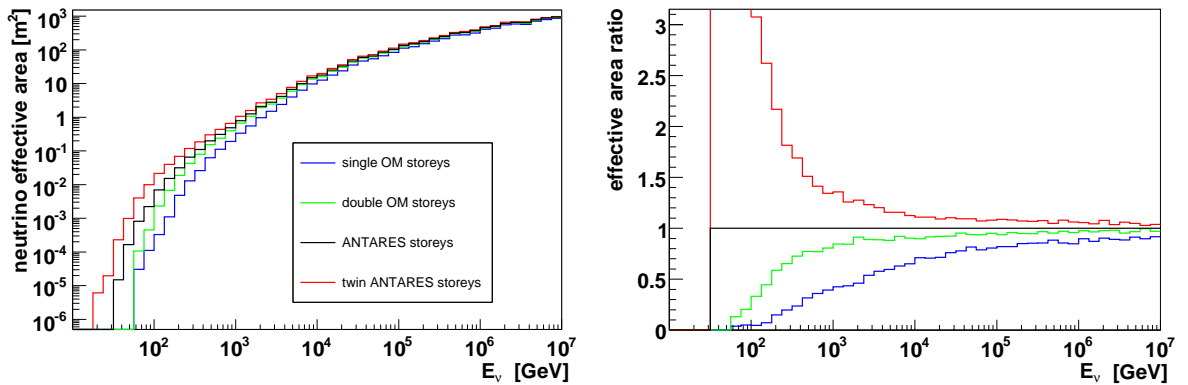 neutrino effective area [m²]
10³
10²
10
1
10⁻¹
10⁻²
10⁻³
10⁻⁴
10⁻⁵
10⁻⁶
single OM storeys
double OM storeys
ANTARES storeys
twin ANTARES storeys
10² 10³ 10⁴ 10⁵ 10⁶ 10⁷
Eᵥ [GeV]
effective area ratio
3
2.5
2
1.5
1
0.5
0
10² 10³ 10⁴ 10⁵ 10⁶ 10⁷
Eᵥ [GeV]